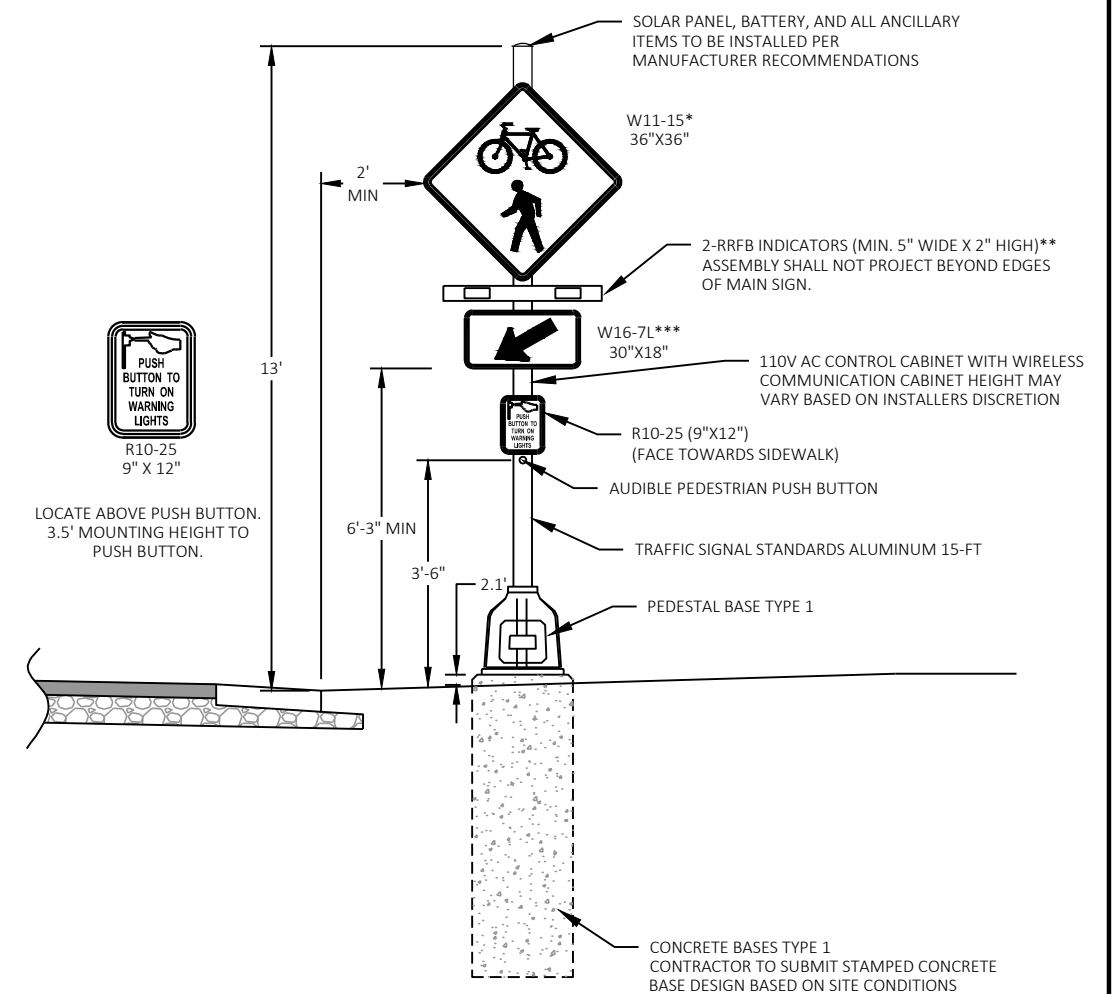 SOLAR PANEL, BATTERY, AND ALL ANCILLARY
ITEMS TO BE INSTALLED PER
MANUFACTURER RECOMMENDATIONS
W11-15*
36"X36"
2'
MIN
2-RRFB INDICATORS (MIN. 5" WIDE X 2" HIGH)**
ASSEMBLY SHALL NOT PROJECT BEYOND EDGES
OF MAIN SIGN.
W16-7L***
30"X18"
13'
110V AC CONTROL CABINET WITH WIRELESS
COMMUNICATION CABINET HEIGHT MAY
VARY BASED ON INSTALLERS DISCRETION
PUSH
BUTTON TO
TURN ON
WARNING
LIGHTS
R10-25
9" X 12"
LOCATE ABOVE PUSH BUTTON.
3.5' MOUNTING HEIGHT TO
PUSH BUTTON.
PUSH
BUTTON TO
TURN ON
WARNING
LIGHTS
R10-25 (9"X12")
(FACE TOWARDS SIDEWALK)
AUDIBLE PEDESTRIAN PUSH BUTTON
6'-3" MIN
3'-6"
TRAFFIC SIGNAL STANDARDS ALUMINUM 15-FT
2.1'
PEDESTAL BASE TYPE 1
CONCRETE BASES TYPE 1
CONTRACTOR TO SUBMIT STAMPED CONCRETE
BASE DESIGN BASED ON SITE CONDITIONS